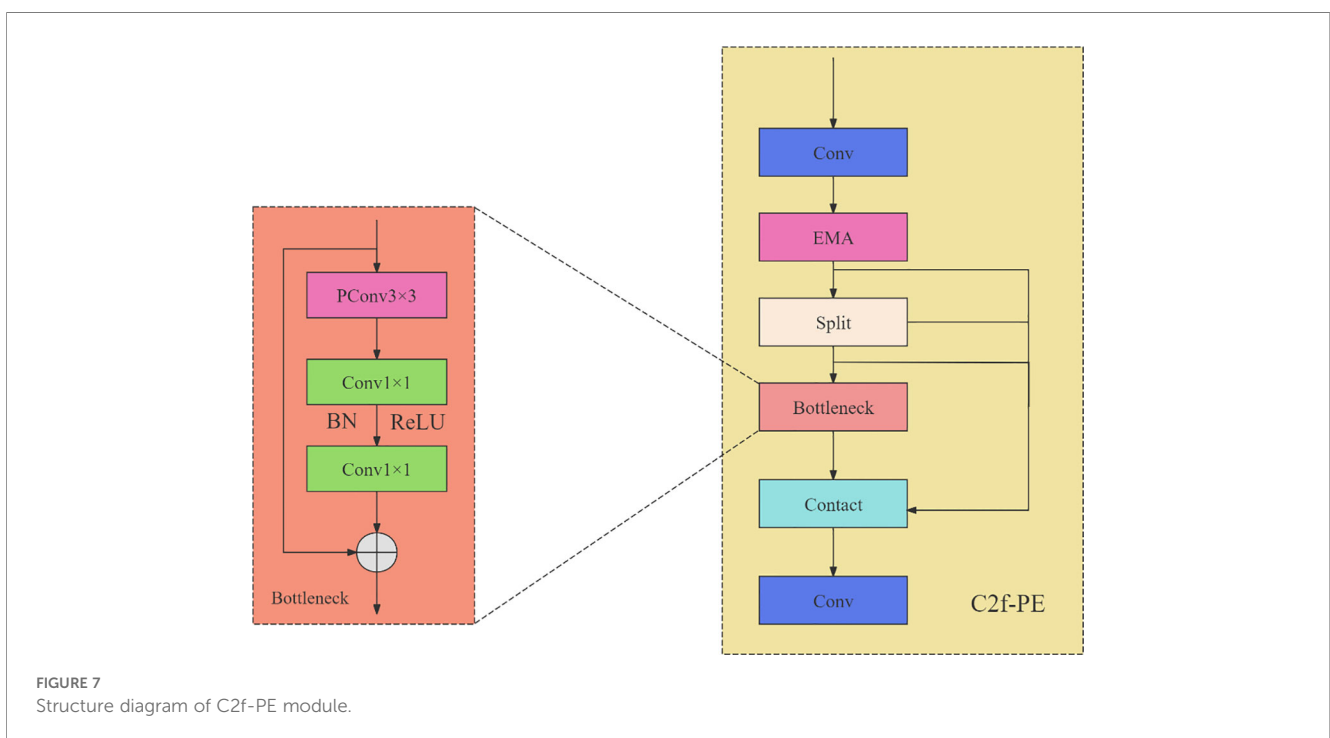 PConv3×3
Conv1×1
BN ReLU
Conv1×1
Bottleneck
Conv
EMA
Split
Bottleneck
Contact
Conv
C2f-PE
FIGURE 7
Structure diagram of C2f-PE module.